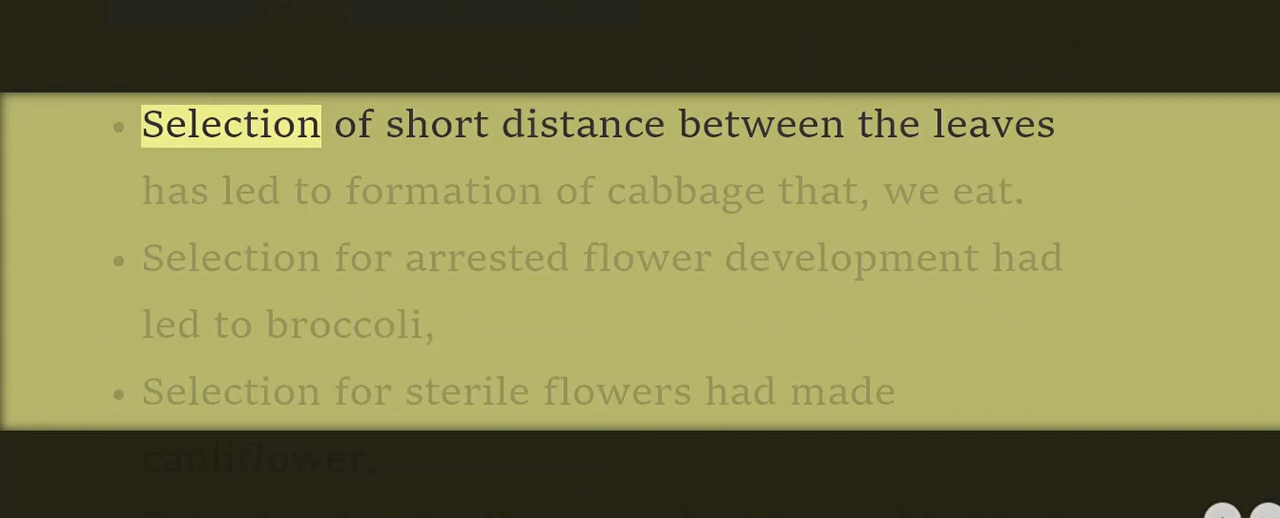 • Selection of short distance between the leaves
has led to formation of cabbage that, we eat.
• Selection for arrested flower development had
led to broccoli,
• Selection for sterile flowers had made
cauliflower.